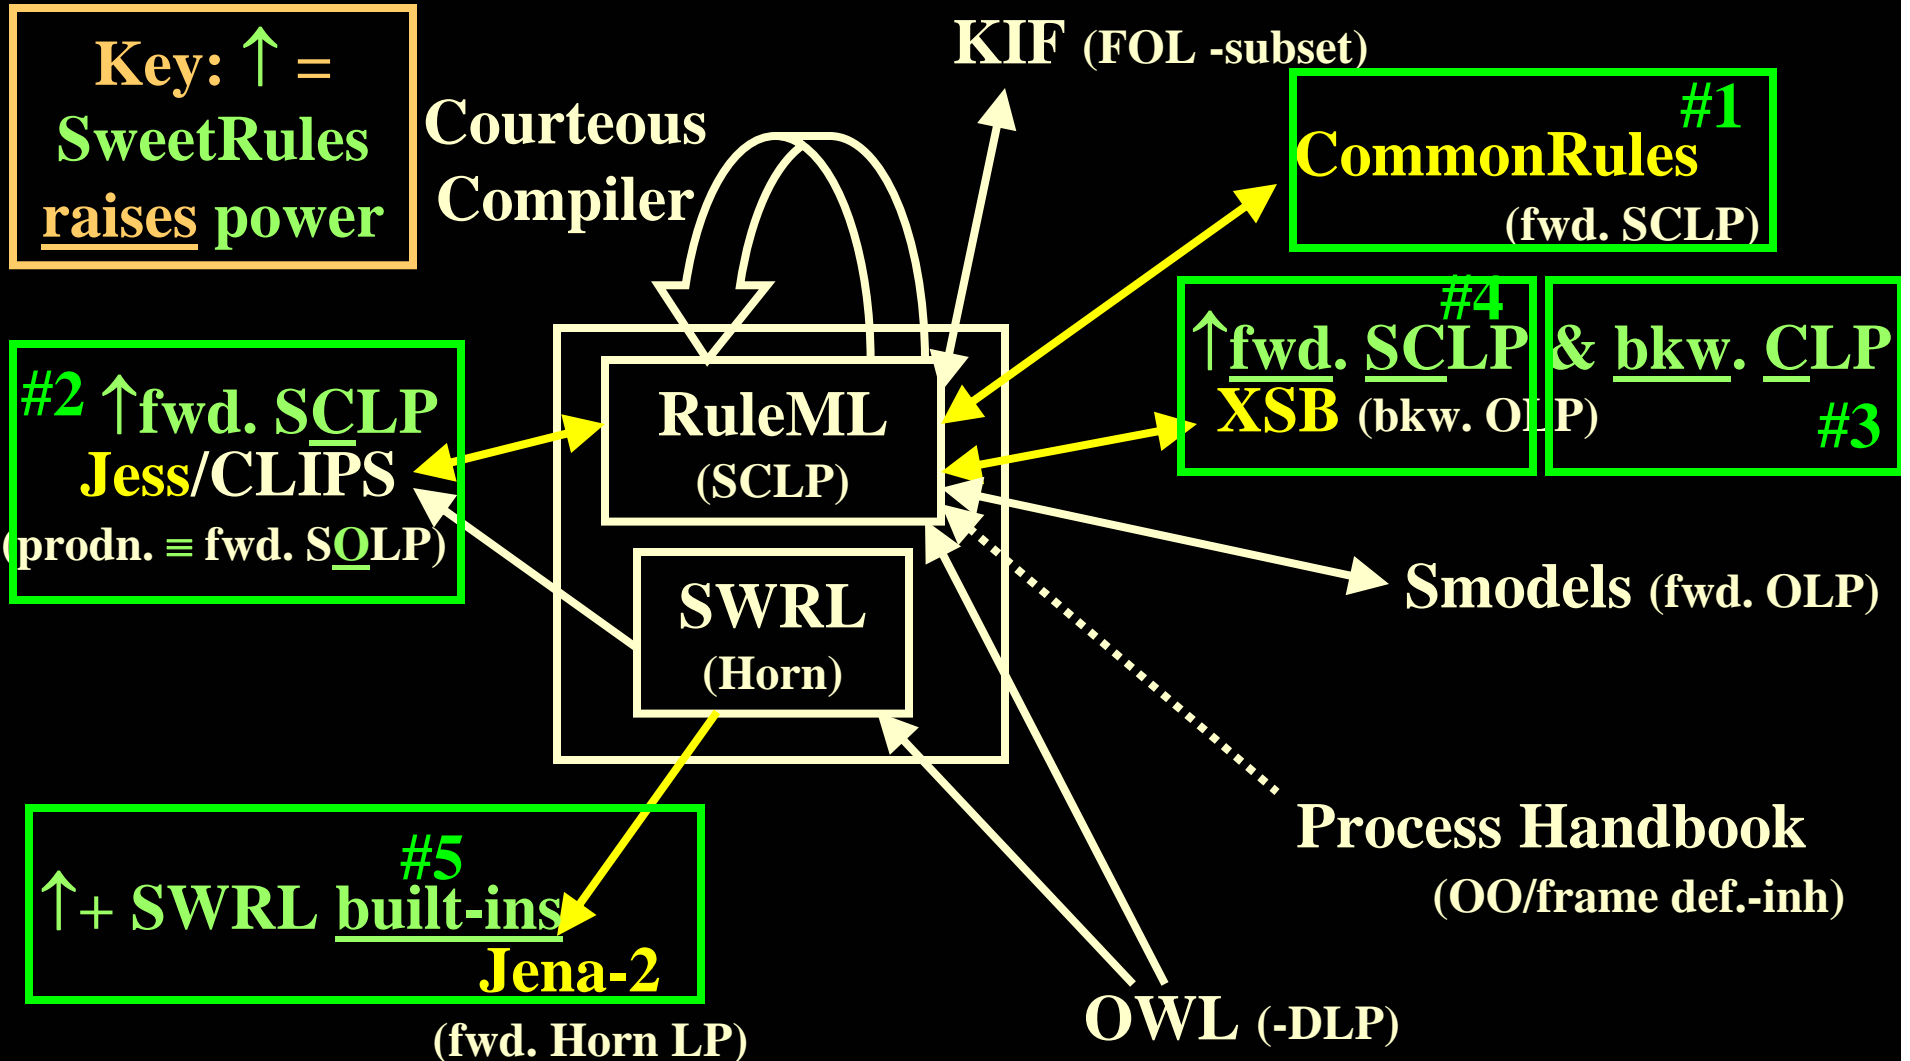 Key: ↑ =
SweetRules
raises power
Courteous
Compiler
KIF (FOL -subset)
#1
CommonRules
(fwd. SCLP)
#4
↑fwd. SCLP & bkw. CLP
XSB (bkw. OLP)
#3
#2 ↑fwd. SCLP
Jess/CLIPS
(prodn. ≡ fwd. SOLP)
RuleML
(SCLP)
SWRL
(Horn)
Smodels (fwd. OLP)
Process Handbook
(OO/frame def.-inh)
#5
↑+ SWRL built-ins
Jena-2
(fwd. Horn LP)
OWL (-DLP)